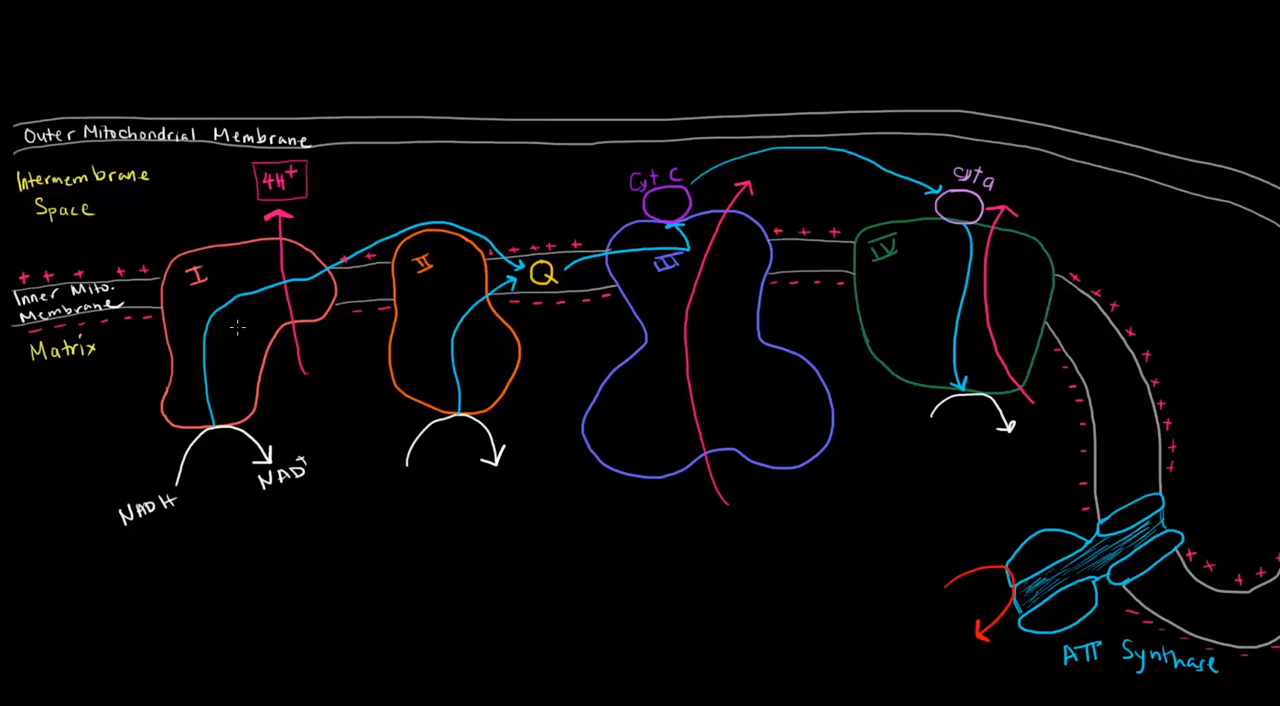 Outer Mitochondrial Membrane
Intermembrane
Space
4H+
Cyt C
Cyt a
I
II
Q
III
IV
Inner Mito.
Membrane
Matrix
NADH
NAD+
ATP Synthase